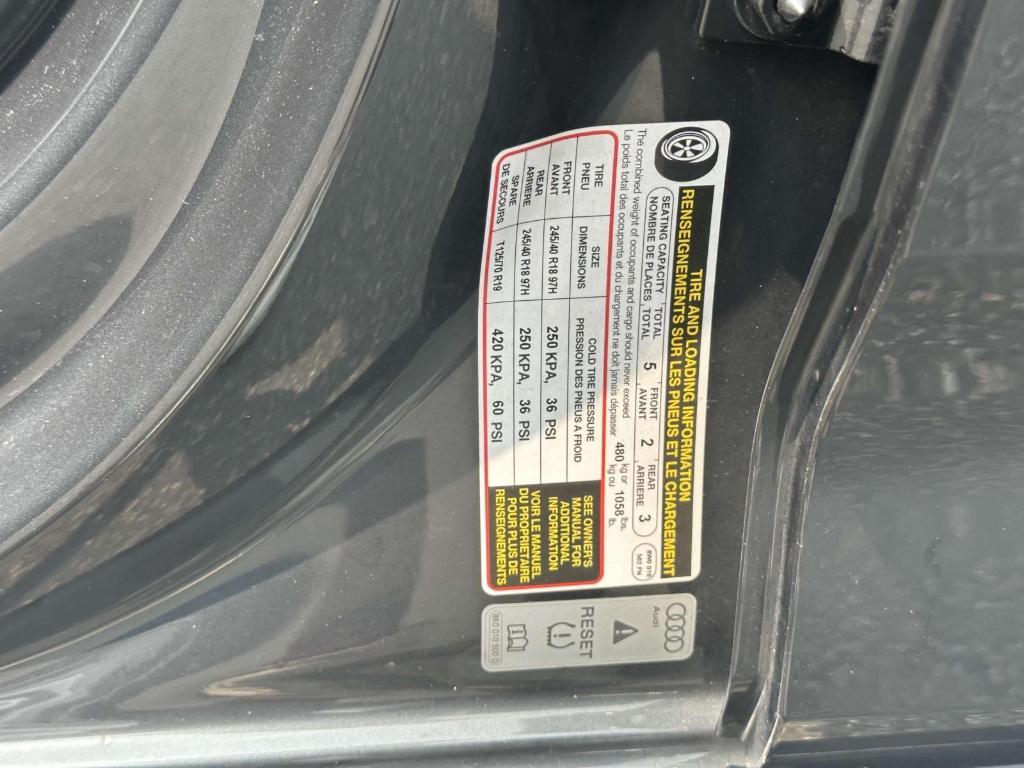 TIRE AND LOADING INFORMATION
RENSEIGNEMENTS SUR LES PNEUS ET LE CHARGEMENT
SEATING CAPACITY TOTAL 5 FRONT 2 REAR 3
NOMBRE DE PLACES TOTAL AVANT ARRIÈRE
The combined weight of occupants and cargo should never exceed 480 kg or 1058 lbs.
Le poids total des occupants et du chargement ne doit jamais dépasser kg ou lb.
TIRE SIZE COLD TIRE PRESSURE
PNEU DIMENSIONS PRESSION DES PNEUS A FROID
FRONT
AVANT 245/40 R18 97H 250 KPA, 36 PSI
REAR
ARRIERE 245/40 R18 97H 250 KPA, 36 PSI
SPARE
DE SECOURS T125/70 R19 420 KPA, 60 PSI
SEE OWNER'S
MANUAL FOR
ADDITIONAL
INFORMATION
VOIR LE MANUEL
DU PROPRIÉTAIRE
POUR PLUS DE
RENSEIGNEMENTS
Audi
RESET
8K0 010 500 D